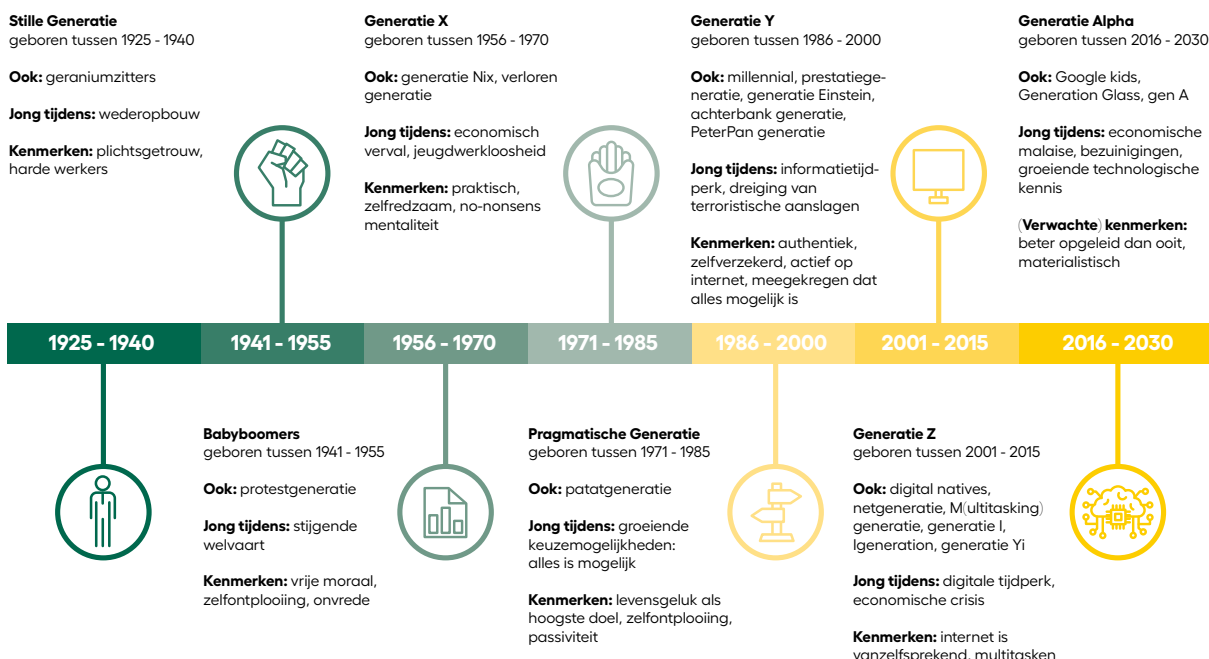 Stille Generatie
geboren tussen 1925 - 1940
Ook: geraniumzitters
Jong tijdens: wederopbouw
Kenmerken: plichtsgetrouw,
harde werkers
Generatie X
geboren tussen 1956 - 1970
Ook: generatie Nix, verloren
generatie
Jong tijdens: economisch
verval, jeugdwerkloosheid
Kenmerken: praktisch,
zelfredzaam, no-nonsens
mentaliteit
Generatie Y
geboren tussen 1986 - 2000
Ook: millennial, prestatiege-
neratie, generatie Einstein,
achterbank generatie,
PeterPan generatie
Jong tijdens: informatietijd-
perk, dreiging van
terroristische aanslagen
Kenmerken: authentiek,
zelfverzekerd, actief op
internet, meegekregen dat
alles mogelijk is
Generatie Alpha
geboren tussen 2016 - 2030
Ook: Google kids,
Generation Glass, gen A
Jong tijdens: economische
malaise, bezuinigingen,
groeiende technologische
kennis
(Verwachte) kenmerken:
beter opgeleid dan ooit,
materialistisch
1925 - 1940
1941 - 1955
1956 - 1970
1971 - 1985
1986 - 2000
2001 - 2015
2016 - 2030
Babyboomers
geboren tussen 1941 - 1955
Ook: protestgeneratie
Jong tijdens: stijgende
welvaart
Kenmerken: vrije moraal,
zelfontplooiing, onvrede
Pragmatische Generatie
geboren tussen 1971 - 1985
Ook: patatgeneratie
Jong tijdens: groeiende
keuzemogelijkheden:
alles is mogelijk
Kenmerken: levensgeluk als
hoogste doel, zelfontplooiing,
passiviteit
Generatie Z
geboren tussen 2001 - 2015
Ook: digital natives,
netgeneratie, M(ultitasking)
generatie, generatie I,
Igeneration, generatie Yi
Jong tijdens: digitale tijdperk,
economische crisis
Kenmerken: internet is
vanzelfsprekend, multitasken